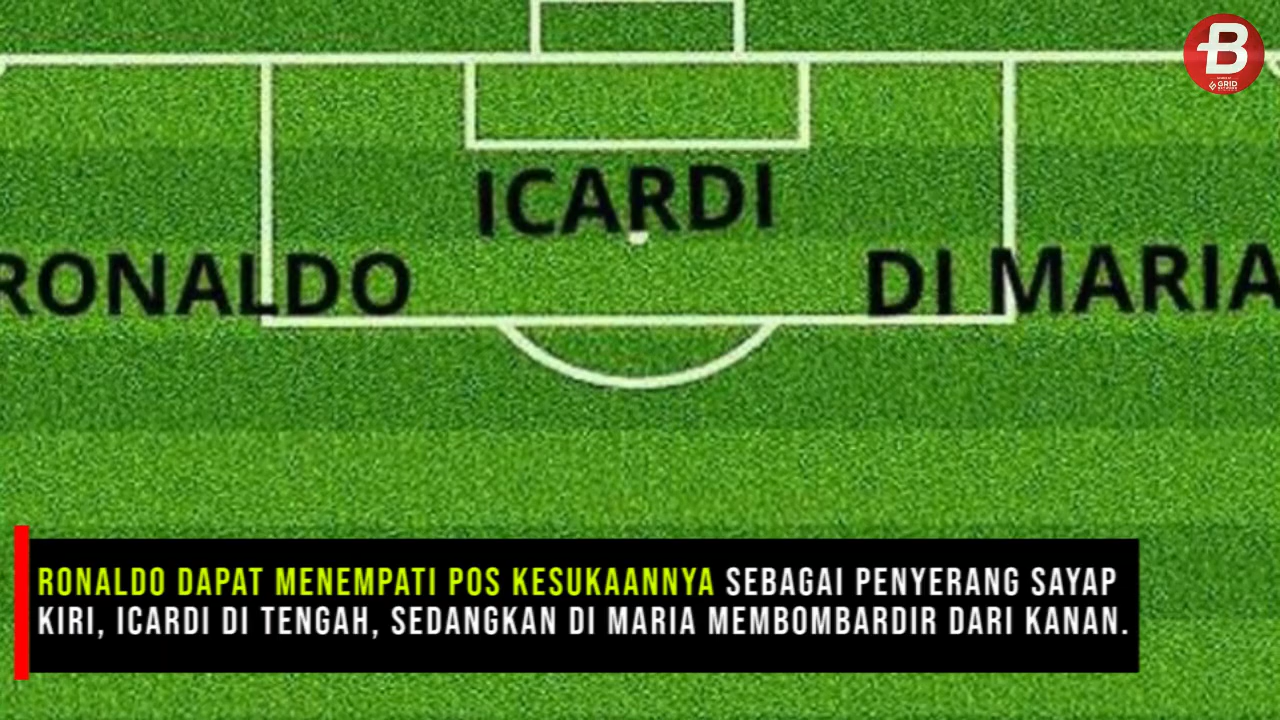 B
GRID
ICARDI
RONALDO
DI MARIA
RONALDO DAPAT MENEMPATI POS KESUKAANNYA SEBAGAI PENYERANG SAYAP
KIRI, ICARDI DI TENGAH, SEDANGKAN DI MARIA MEMBOMBARDIR DARI KANAN.